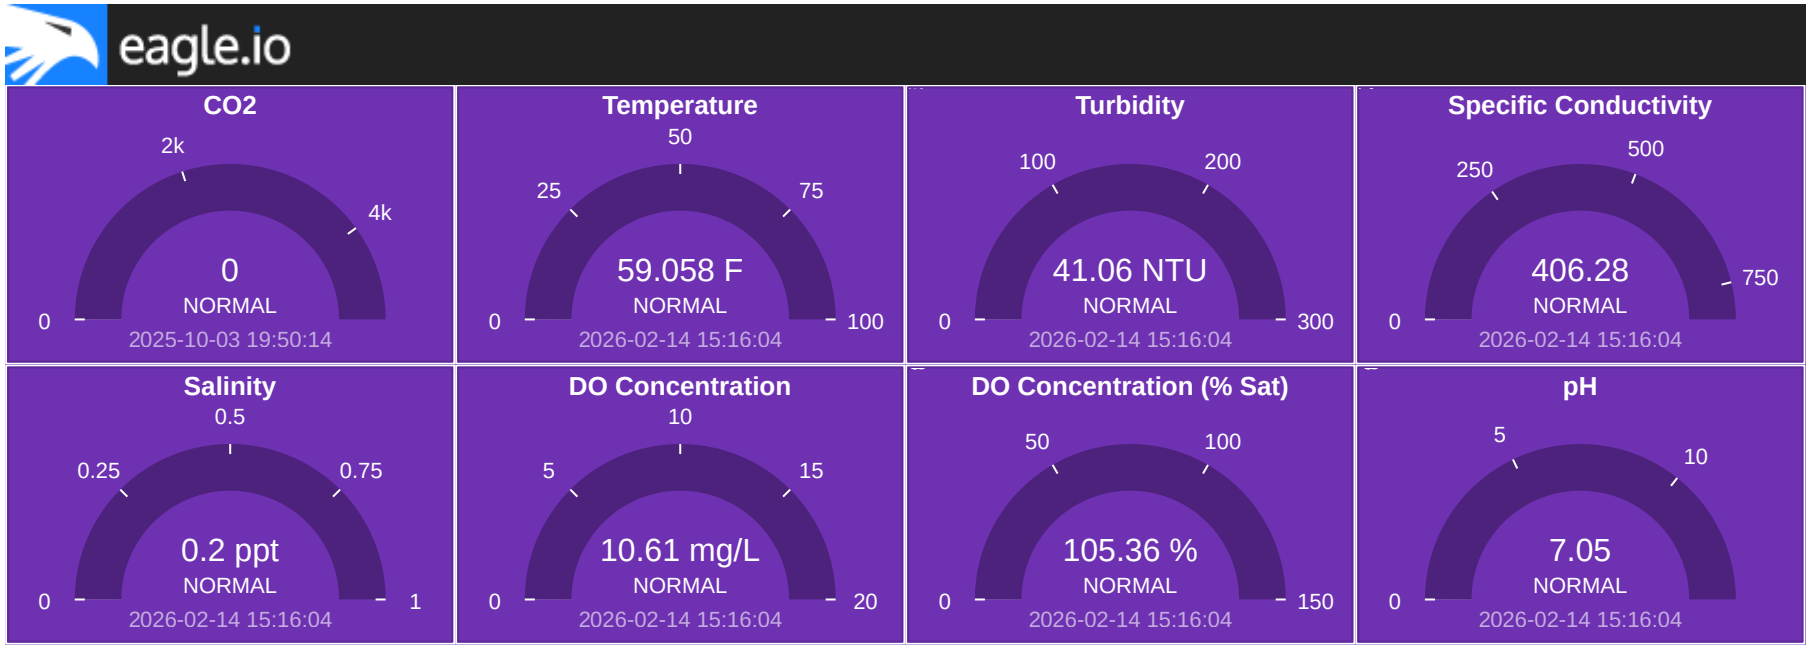 eagle.io
CO2
2k
4k
0
0
NORMAL
2025-10-03 19:50:14
Temperature
50
25
75
59.058 F
NORMAL
0
100
2026-02-14 15:16:04
Turbidity
100
200
41.06 NTU
NORMAL
0
300
2026-02-14 15:16:04
Specific Conductivity
500
250
750
406.28
NORMAL
0
2026-02-14 15:16:04
Salinity
0.5
0.25
0.75
0.2 ppt
NORMAL
0
1
2026-02-14 15:16:04
DO Concentration
10
5
15
10.61 mg/L
NORMAL
0
20
2026-02-14 15:16:04
DO Concentration (% Sat)
50
100
105.36 %
NORMAL
0
150
2026-02-14 15:16:04
pH
5
10
7.05
NORMAL
0
2026-02-14 15:16:04